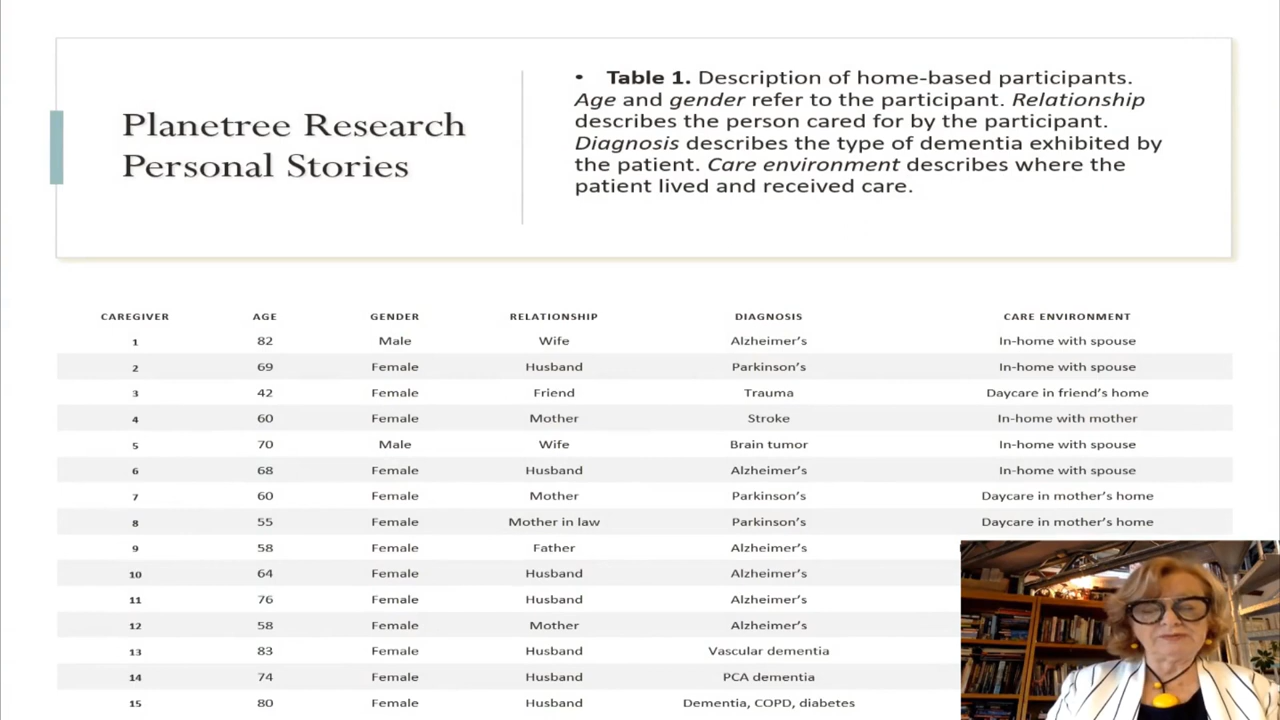 Planetree Research
Personal Stories
• Table 1. Description of home-based participants.
Age and gender refer to the participant. Relationship
describes the person cared for by the participant.
Diagnosis describes the type of dementia exhibited by
the patient. Care environment describes where the
patient lived and received care.
CAREGIVER AGE GENDER RELATIONSHIP DIAGNOSIS CARE ENVIRONMENT
1 82 Male Wife Alzheimer’s In-home with spouse
2 69 Female Husband Parkinson’s In-home with spouse
3 42 Female Friend Trauma Daycare in friend’s home
4 60 Female Mother Stroke In-home with mother
5 70 Male Wife Brain tumor In-home with spouse
6 68 Female Husband Alzheimer’s In-home with spouse
7 60 Female Mother Parkinson’s Daycare in mother’s home
8 55 Female Mother in law Parkinson’s Daycare in mother’s home
9 58 Female Father Alzheimer’s
10 64 Female Husband Alzheimer’s
11 76 Female Husband Alzheimer’s
12 58 Female Mother Alzheimer’s
13 83 Female Husband Vascular dementia
14 74 Female Husband PCA dementia
15 80 Female Husband Dementia, COPD, diabetes